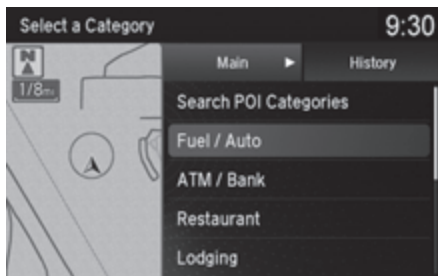 Select a Category
9:30
N
1/8mi
Main
History
Search POI Categories
Fuel / Auto
ATM / Bank
Restaurant
Lodging